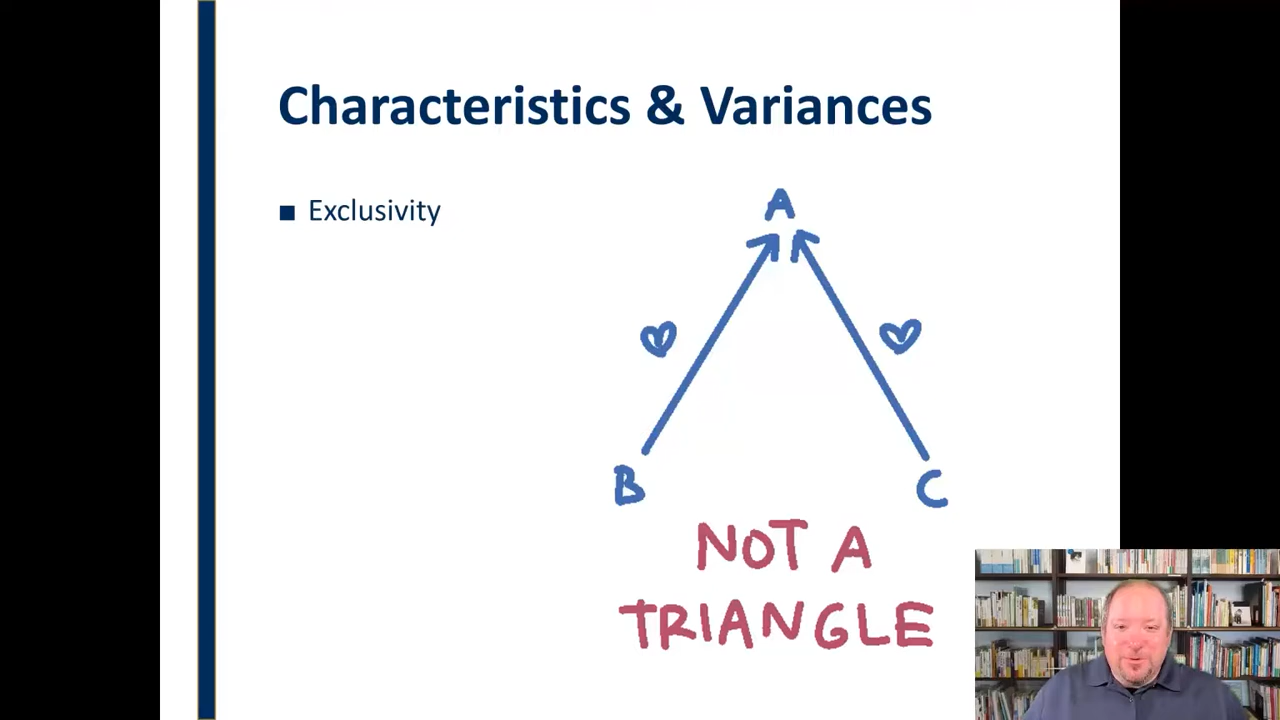 Characteristics & Variances
■ Exclusivity
A
B
C
NOT A
TRIANGLE